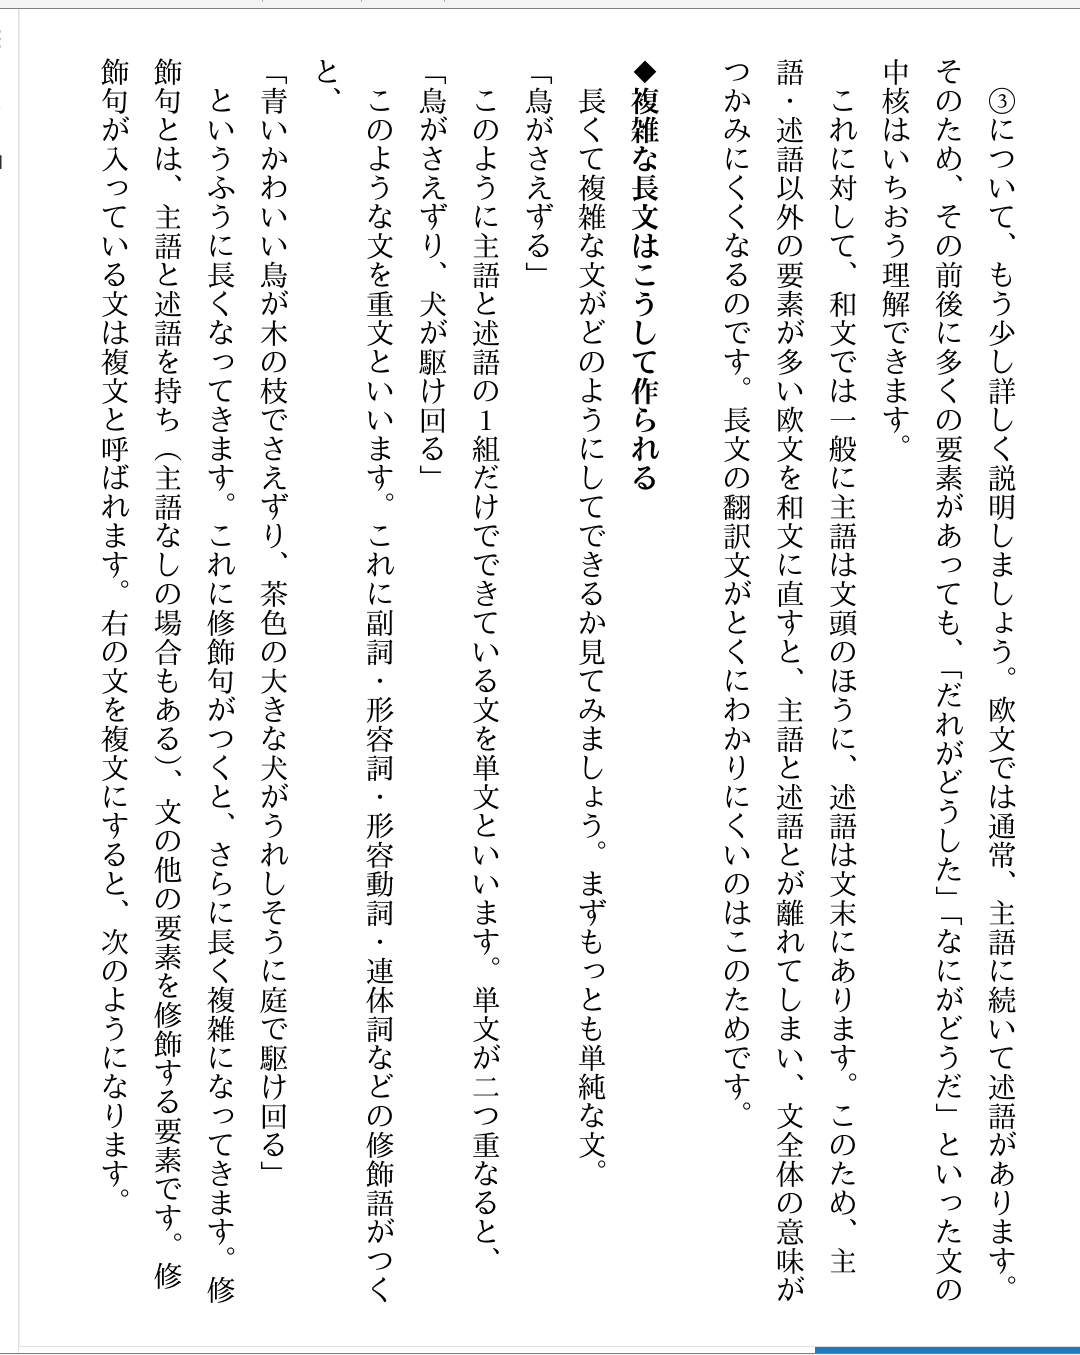 ③について、もう少し詳しく説明しましょう。欧文では通常、主語に続いて述語があります。
そのため、その前後に多くの要素があっても、「だれがどうした」「なにがどうだ」といった文の
中核はいちおう理解できます。
　これに対して、和文では一般に主語は文頭のほうに、述語は文末にあります。このため、主
語・述語以外の要素が多い欧文を和文に直すと、主語と述語とが離れてしまい、文全体の意味が
つかみにくくなるのです。長文の翻訳文がとくにわかりにくいのはこのためです。
◆複雑な長文はこうして作られる
　長くて複雑な文がどのようにしてできるか見てみましょう。まずもっとも単純な文。
「鳥がさえずる」
　このように主語と述語の1組だけでできている文を単文といいます。単文が二つ重なると、
「鳥がさえずり、犬が駆け回る」
　このような文を重文といいます。これに副詞・形容詞・形容動詞・連体詞などの修飾語がつく
と、
「青いかわいい鳥が木の枝でさえずり、茶色の大きな犬がうれしそうに庭で駆け回る」
　というふうに長くなってきます。これに修飾句がつくと、さらに長く複雑になってきます。修
飾句とは、主語と述語を持ち（主語なしの場合もある）、文の他の要素を修飾する要素です。修
飾句が入っている文は複文と呼ばれます。右の文を複文にすると、次のようになります。